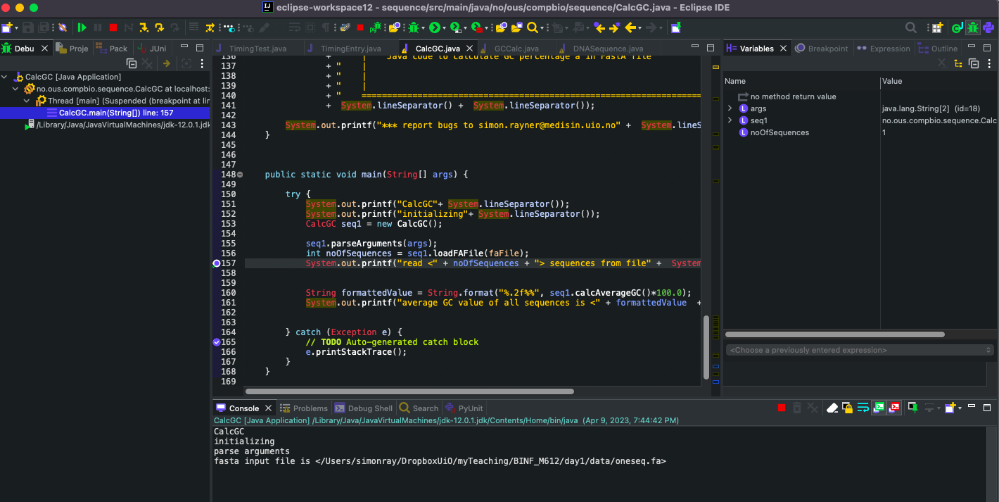 eclipse-workspace12 - sequence/src/main/java/no/ous/compbio/sequence/CalcGC.java - Eclipse IDE
Debu
Proje
Pack
JUni
CalcGC [Java Application]
no.ous.compbio.sequence.CalcGC at localhost:
Thread [main] (Suspended (breakpoint at lin
CalcGC.main(String[]) line: 157
/Library/Java/JavaVirtualMachines/jdk-12.0.1.jdk
TimingTest.java
TimingEntry.java
CalcGC.java
GCCalc.java
DNASequence.java
136 + " | Java code to calculate GC percentage a in FastA file
137 + " |
138 + " |
139 + " |
140 + " ===================================================================
141 + System.lineSeparator() + System.lineSeparator());
142
143 System.out.printf("*** report bugs to simon.rayner@medisin.uio.no" + System.lineS
144 }
145
146
147
148 public static void main(String[] args) {
149
150 try {
151 System.out.printf("CalcGC"+ System.lineSeparator());
152 System.out.printf("initializing"+ System.lineSeparator());
153 CalcGC seq1 = new CalcGC();
154
155 seq1.parseArguments(args);
156 int noOfSequences = seq1.loadFAFile(faFile);
157 System.out.printf("read <" + noOfSequences + "> sequences from file" + System
158
159
160 String formattedValue = String.format("%.2f%%", seq1.calcAverageGC()*100.0);
161 System.out.printf("average GC value of all sequences is <" + formattedValue +
162
163
164 } catch (Exception e) {
165 // TODO Auto-generated catch block
166 e.printStackTrace();
167 }
168 }
169
Variables
Breakpoint
Expression
Outline
Name Value
no method return value
args java.lang.String[2] (id=18)
seq1 no.ous.compbio.sequence.Calc
noOfSequences 1
<Choose a previously entered expression>
Console
Problems
Debug Shell
Search
PyUnit
CalcGC [Java Application] /Library/Java/JavaVirtualMachines/jdk-12.0.1.jdk/Contents/Home/bin/java (Apr 9, 2023, 7:44:42 PM)
CalcGC
initializing
parse arguments
fasta input file is </Users/simonray/DropboxUiO/myTeaching/BINF_M612/day1/data/oneseq.fa>